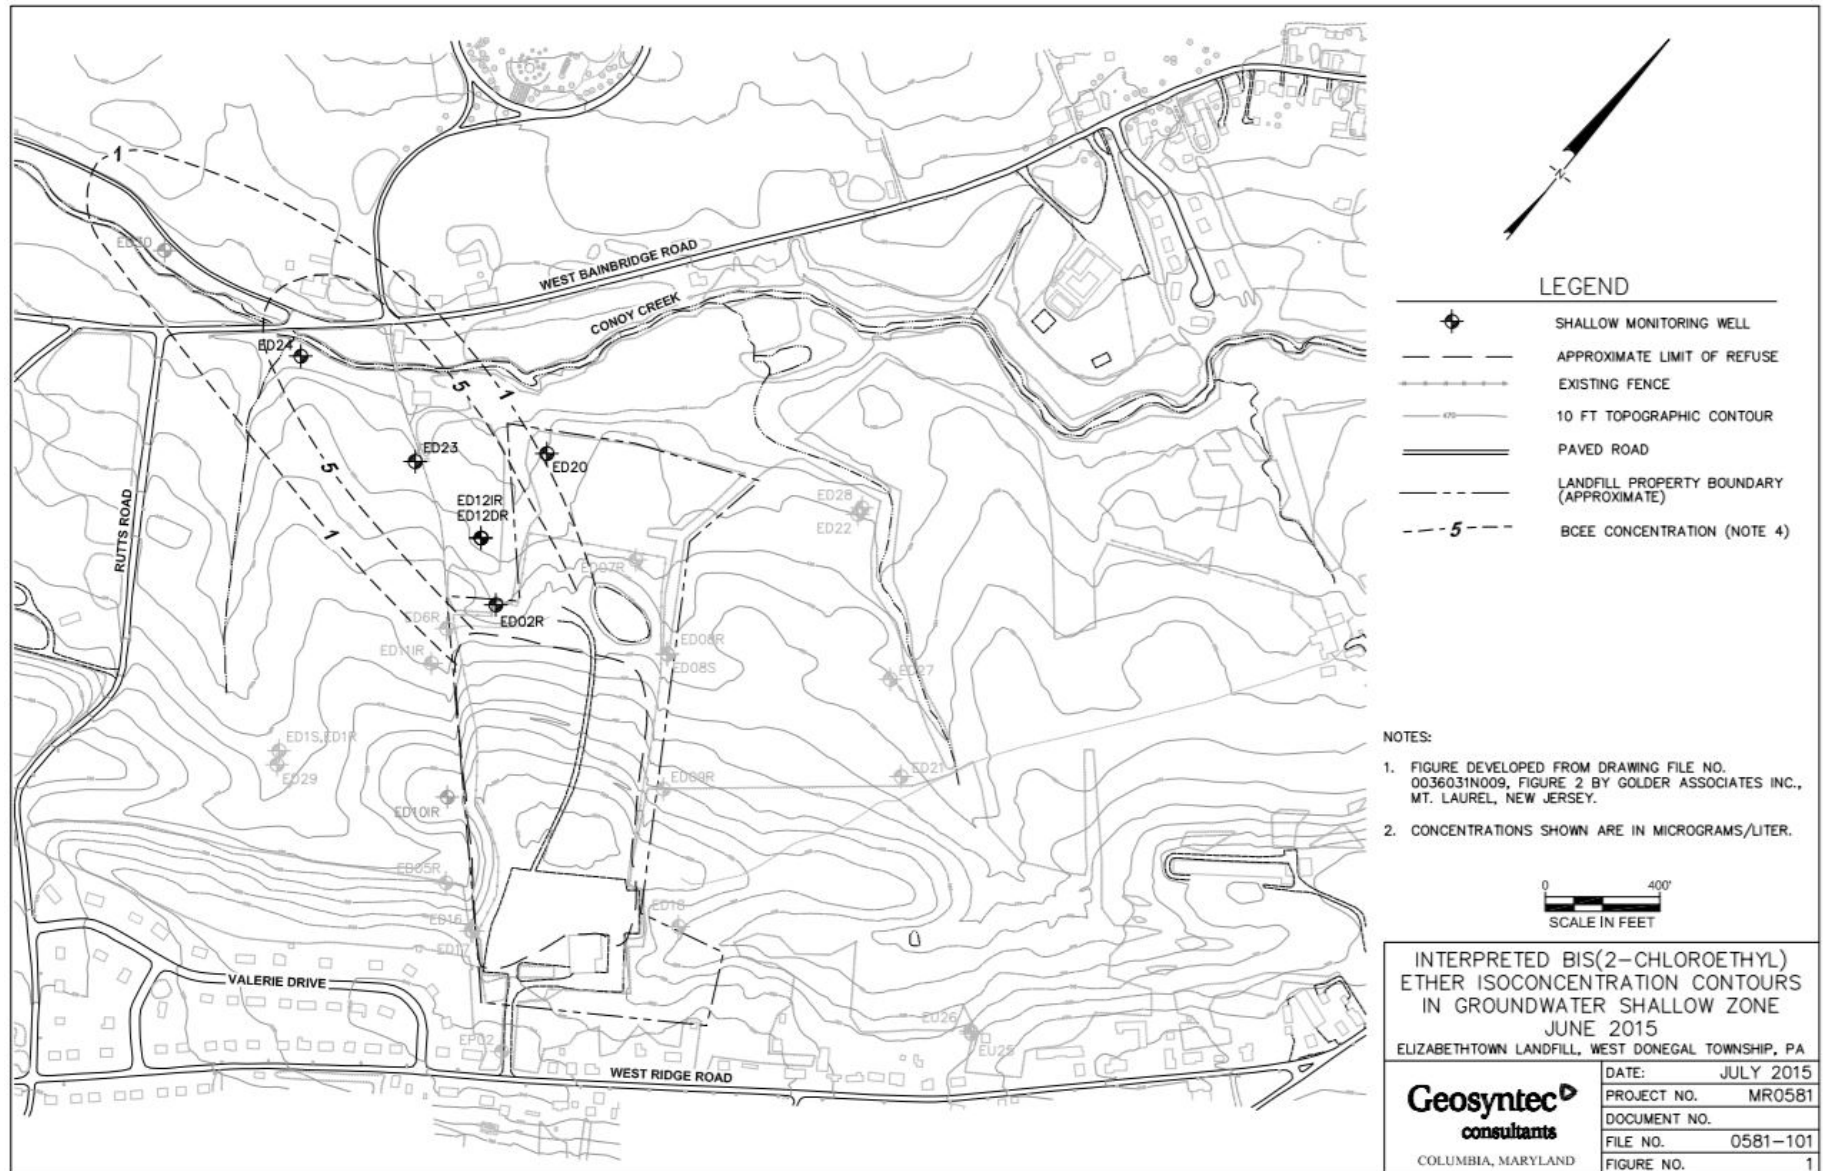 1
ED30
WEST BAINBRIDGE ROAD
CONOY CREEK
ED24
5
1
ED23
ED20
5
ED12IR
ED12DR
ED28
ED22
RUTTS ROAD
1
ED07R
ED02R
ED6R
ED11IR
ED08R
ED08S
ED27
ED1S,ED1R
ED29
ED21
ED09R
ED10IR
ED05R
ED16
ED18
ED17
VALERIE DRIVE
EU26
EU25
EP02
WEST RIDGE ROAD
N
LEGEND
SHALLOW MONITORING WELL
APPROXIMATE LIMIT OF REFUSE
EXISTING FENCE
470
10 FT TOPOGRAPHIC CONTOUR
PAVED ROAD
LANDFILL PROPERTY BOUNDARY
(APPROXIMATE)
5
BCEE CONCENTRATION (NOTE 4)
NOTES:
1. FIGURE DEVELOPED FROM DRAWING FILE NO.
0036031N009, FIGURE 2 BY GOLDER ASSOCIATES INC.,
MT. LAUREL, NEW JERSEY.
2. CONCENTRATIONS SHOWN ARE IN MICROGRAMS/LITER.
0 400'
SCALE IN FEET
INTERPRETED BIS(2-CHLOROETHYL)
ETHER ISOCONCENTRATION CONTOURS
IN GROUNDWATER SHALLOW ZONE
JUNE 2015
ELIZABETHTOWN LANDFILL, WEST DONEGAL TOWNSHIP, PA
Geosyntec
consultants
COLUMBIA, MARYLAND
DATE: JULY 2015
PROJECT NO. MR0581
DOCUMENT NO.
FILE NO. 0581-101
FIGURE NO. 1